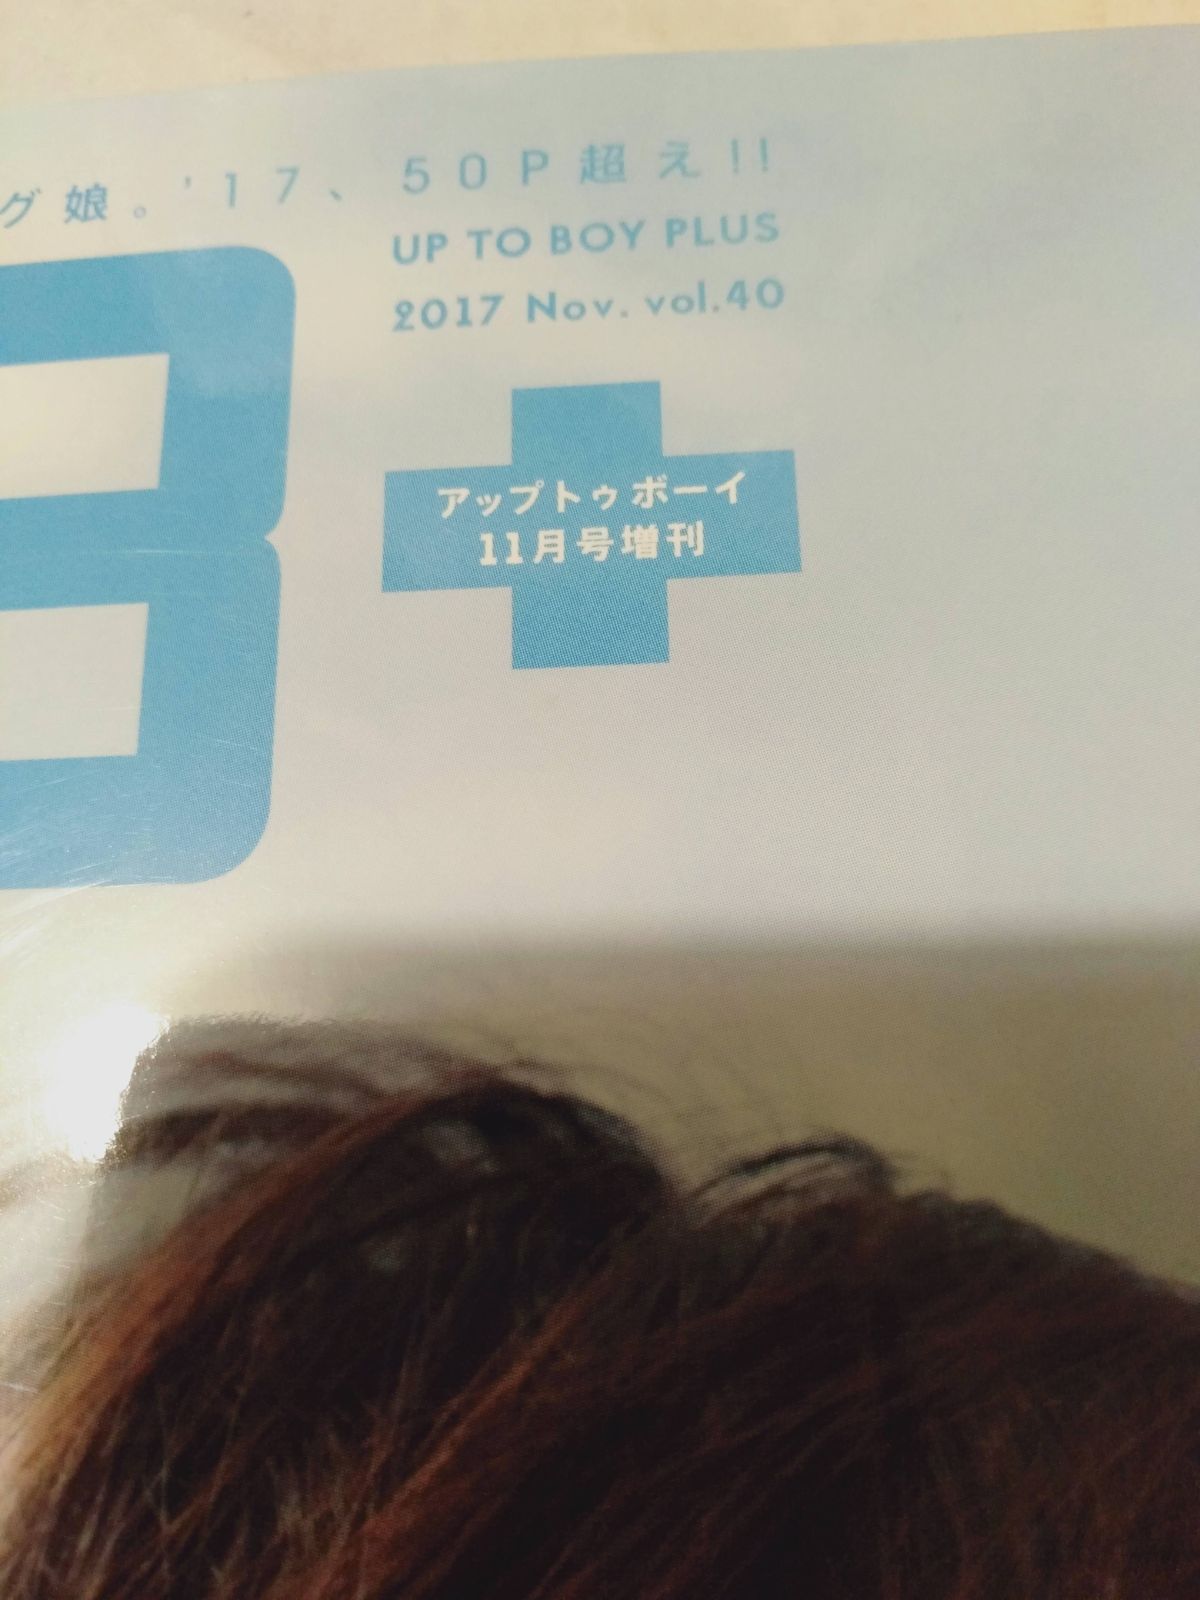 グ娘。'17、50P超え!!
UP TO BOY PLUS
2017 Nov. vol.40
アップトゥボーイ
11月号増刊